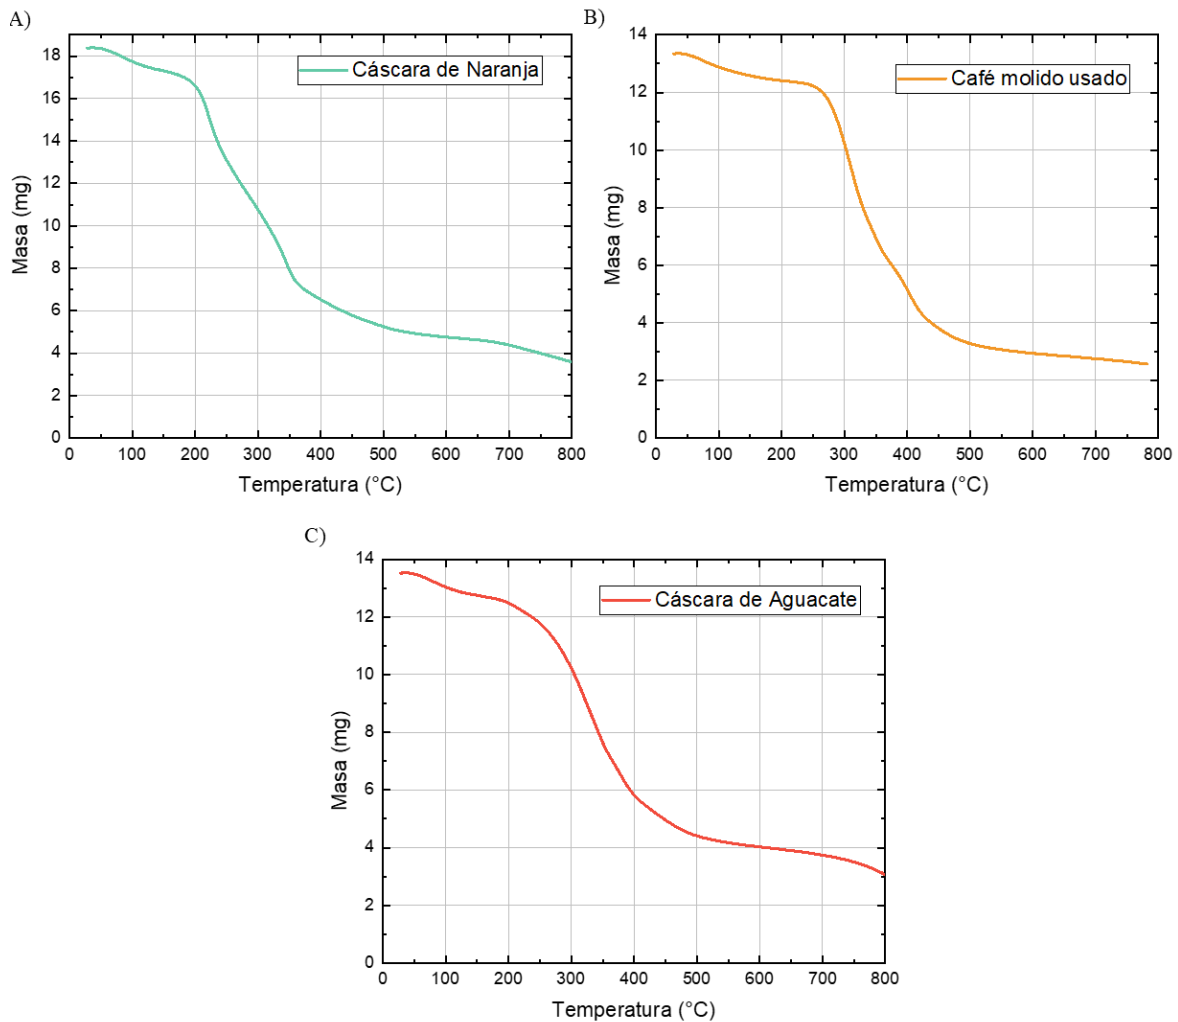 A)
Cáscara de Naranja
18
16
14
12
10
8
6
4
2
0
0 100 200 300 400 500 600 700 800
Masa (mg)
Temperatura (°C)
B)
Café molido usado
14
12
10
8
6
4
2
0
0 100 200 300 400 500 600 700 800
Masa (mg)
Temperatura (°C)
C)
Cáscara de Aguacate
14
12
10
8
6
4
2
0
0 100 200 300 400 500 600 700 800
Masa (mg)
Temperatura (°C)